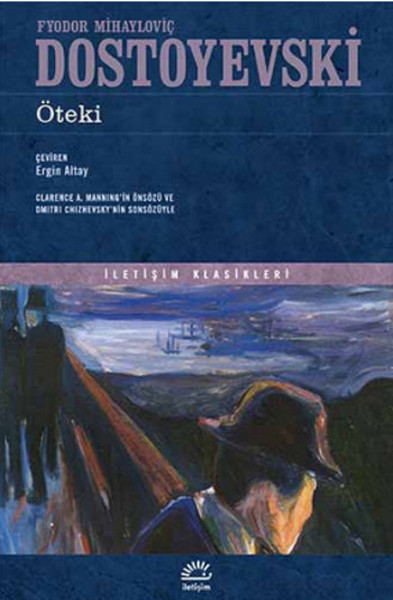 FYODOR MİHAYLOVİÇ
DOSTOYEVSKİ
Öteki
ÇEVİREN
Ergin Altay
CLARENCE A. MANNING'İN ÖNSÖZÜ VE
DMITRI CHIZHEVSKY'NİN SONSÖZÜYLE
İLETİŞİM KLASİKLERİ
iletişim